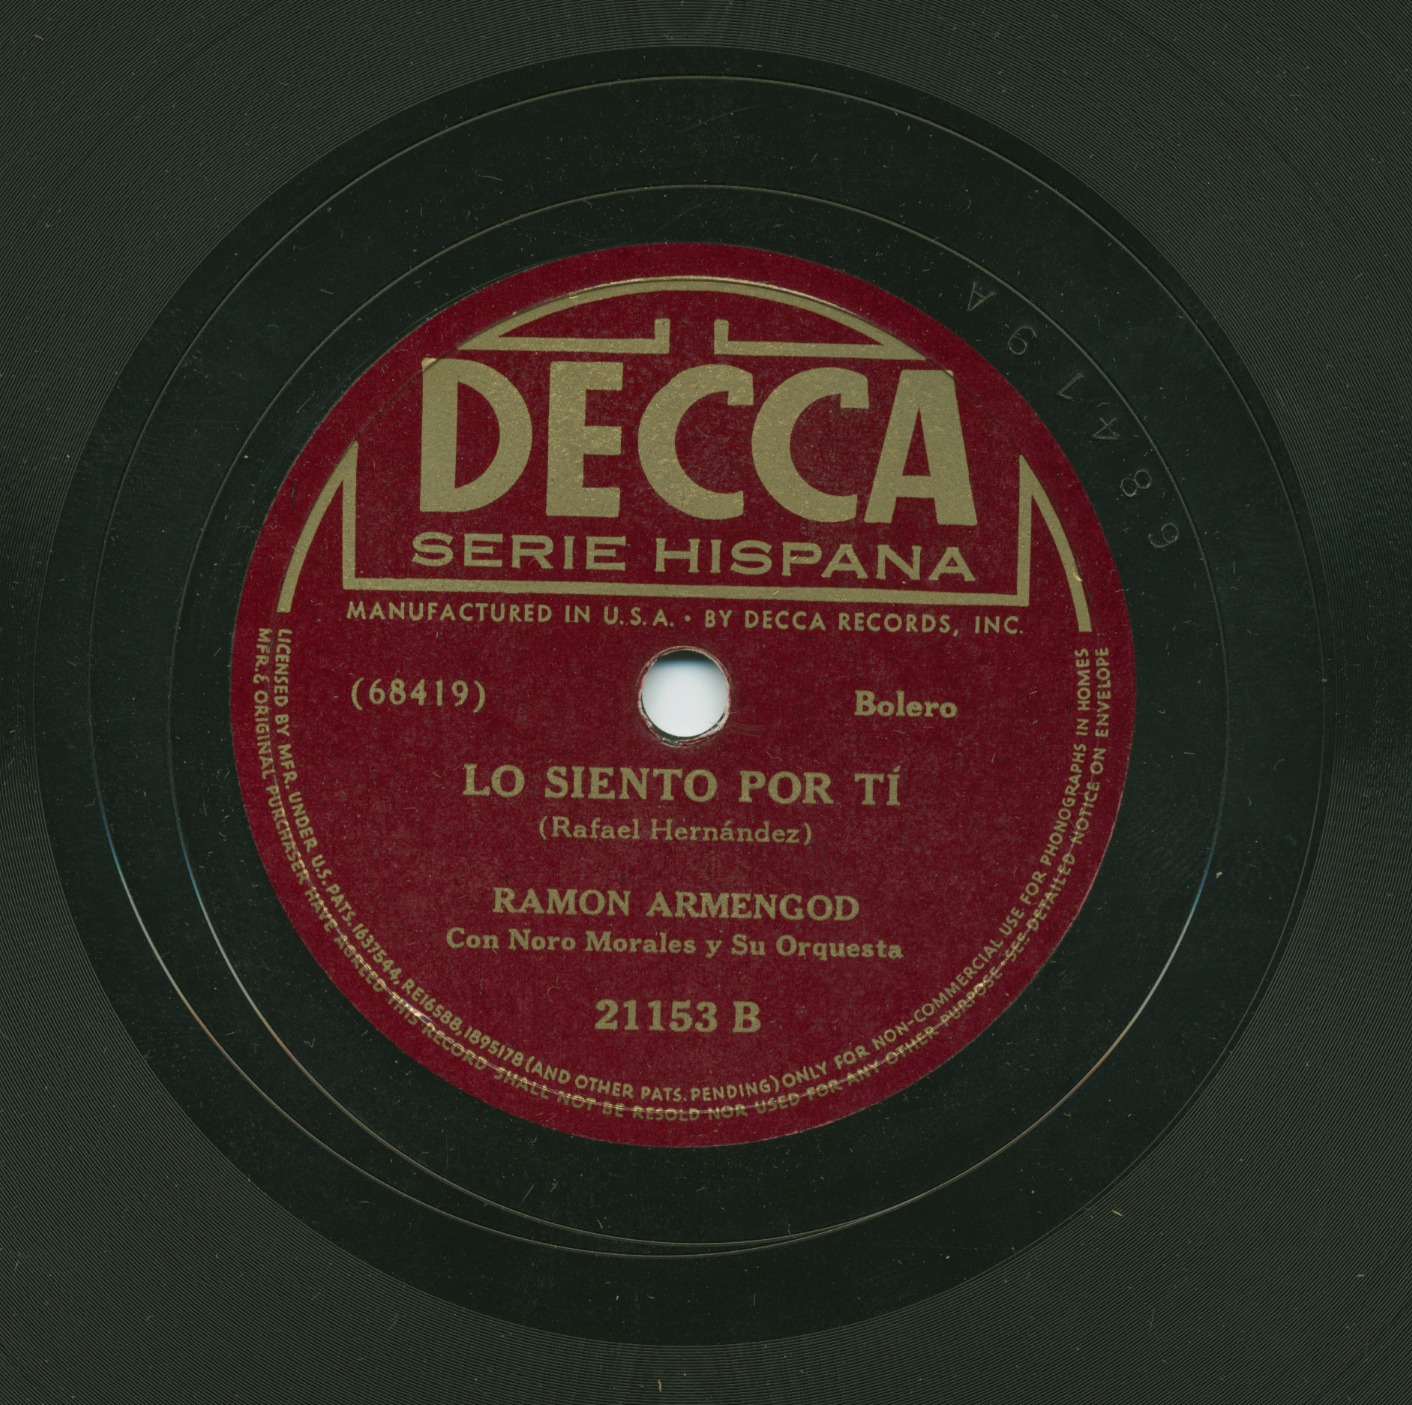 DECCA
SERIE HISPANA
MANUFACTURED IN U.S.A. • BY DECCA RECORDS, INC.
(68419)
Bolero
LO SIENTO POR TÍ
(Rafael Hernández)
RAMON ARMENGOD
Con Noro Morales y Su Orquesta
21153 B
LICENSED BY MFR. UNDER U.S. PATS. 1637544, RE16588, 1895178 (AND OTHER PATS. PENDING) ONLY FOR NON-COMMERCIAL USE FOR PHONOGRAPHS IN HOMES
MFR. & ORIGINAL PURCHASER HAVE AGREED THIS RECORD SHALL NOT BE RESOLD NOR USED FOR ANY OTHER PURPOSE-SEE DETAILED NOTICE ON ENVELOPE
68419 A